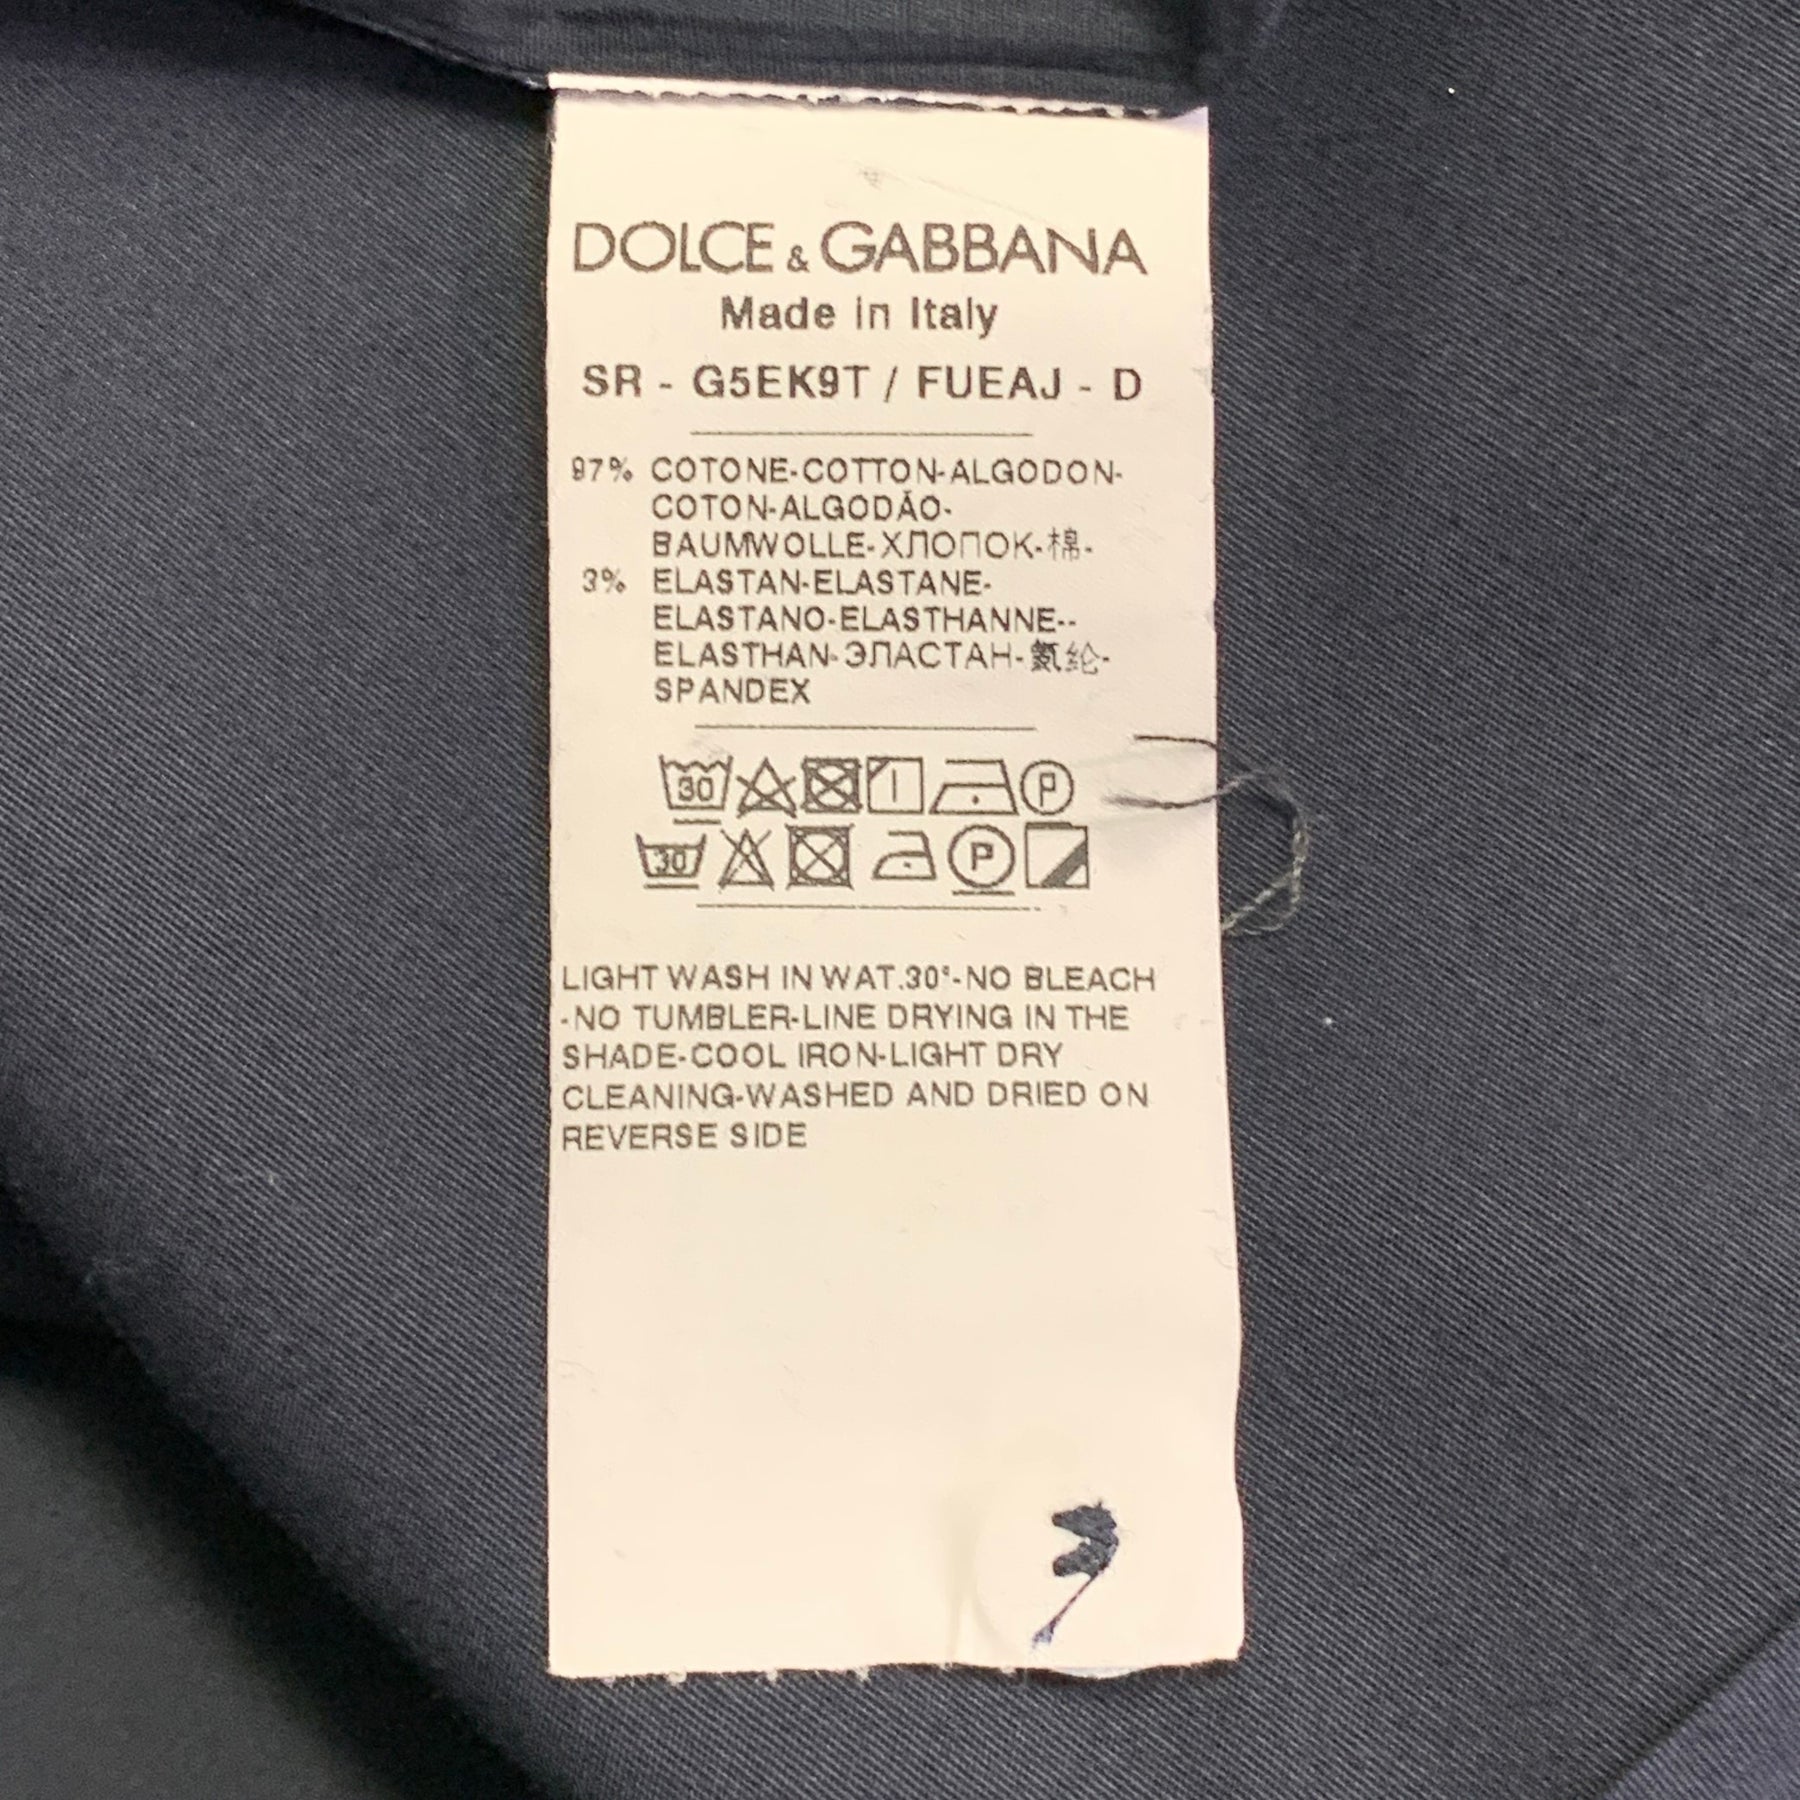 DOLCE & GABBANA
Made in Italy
SR - G5EK9T / FUEAJ - D
97% COTONE-COTTON-ALGODON-
COTON-ALGODÃO-
BAUMWOLLE-ХЛОПОК-棉-
3% ELASTAN-ELASTANE-
ELASTANO-ELASTHANNE--
ELASTHAN-ЭЛАСТАН-氨纶-
SPANDEX
30 P
30 P
LIGHT WASH IN WAT.30°-NO BLEACH
-NO TUMBLER-LINE DRYING IN THE
SHADE-COOL IRON-LIGHT DRY
CLEANING-WASHED AND DRIED ON
REVERSE SIDE